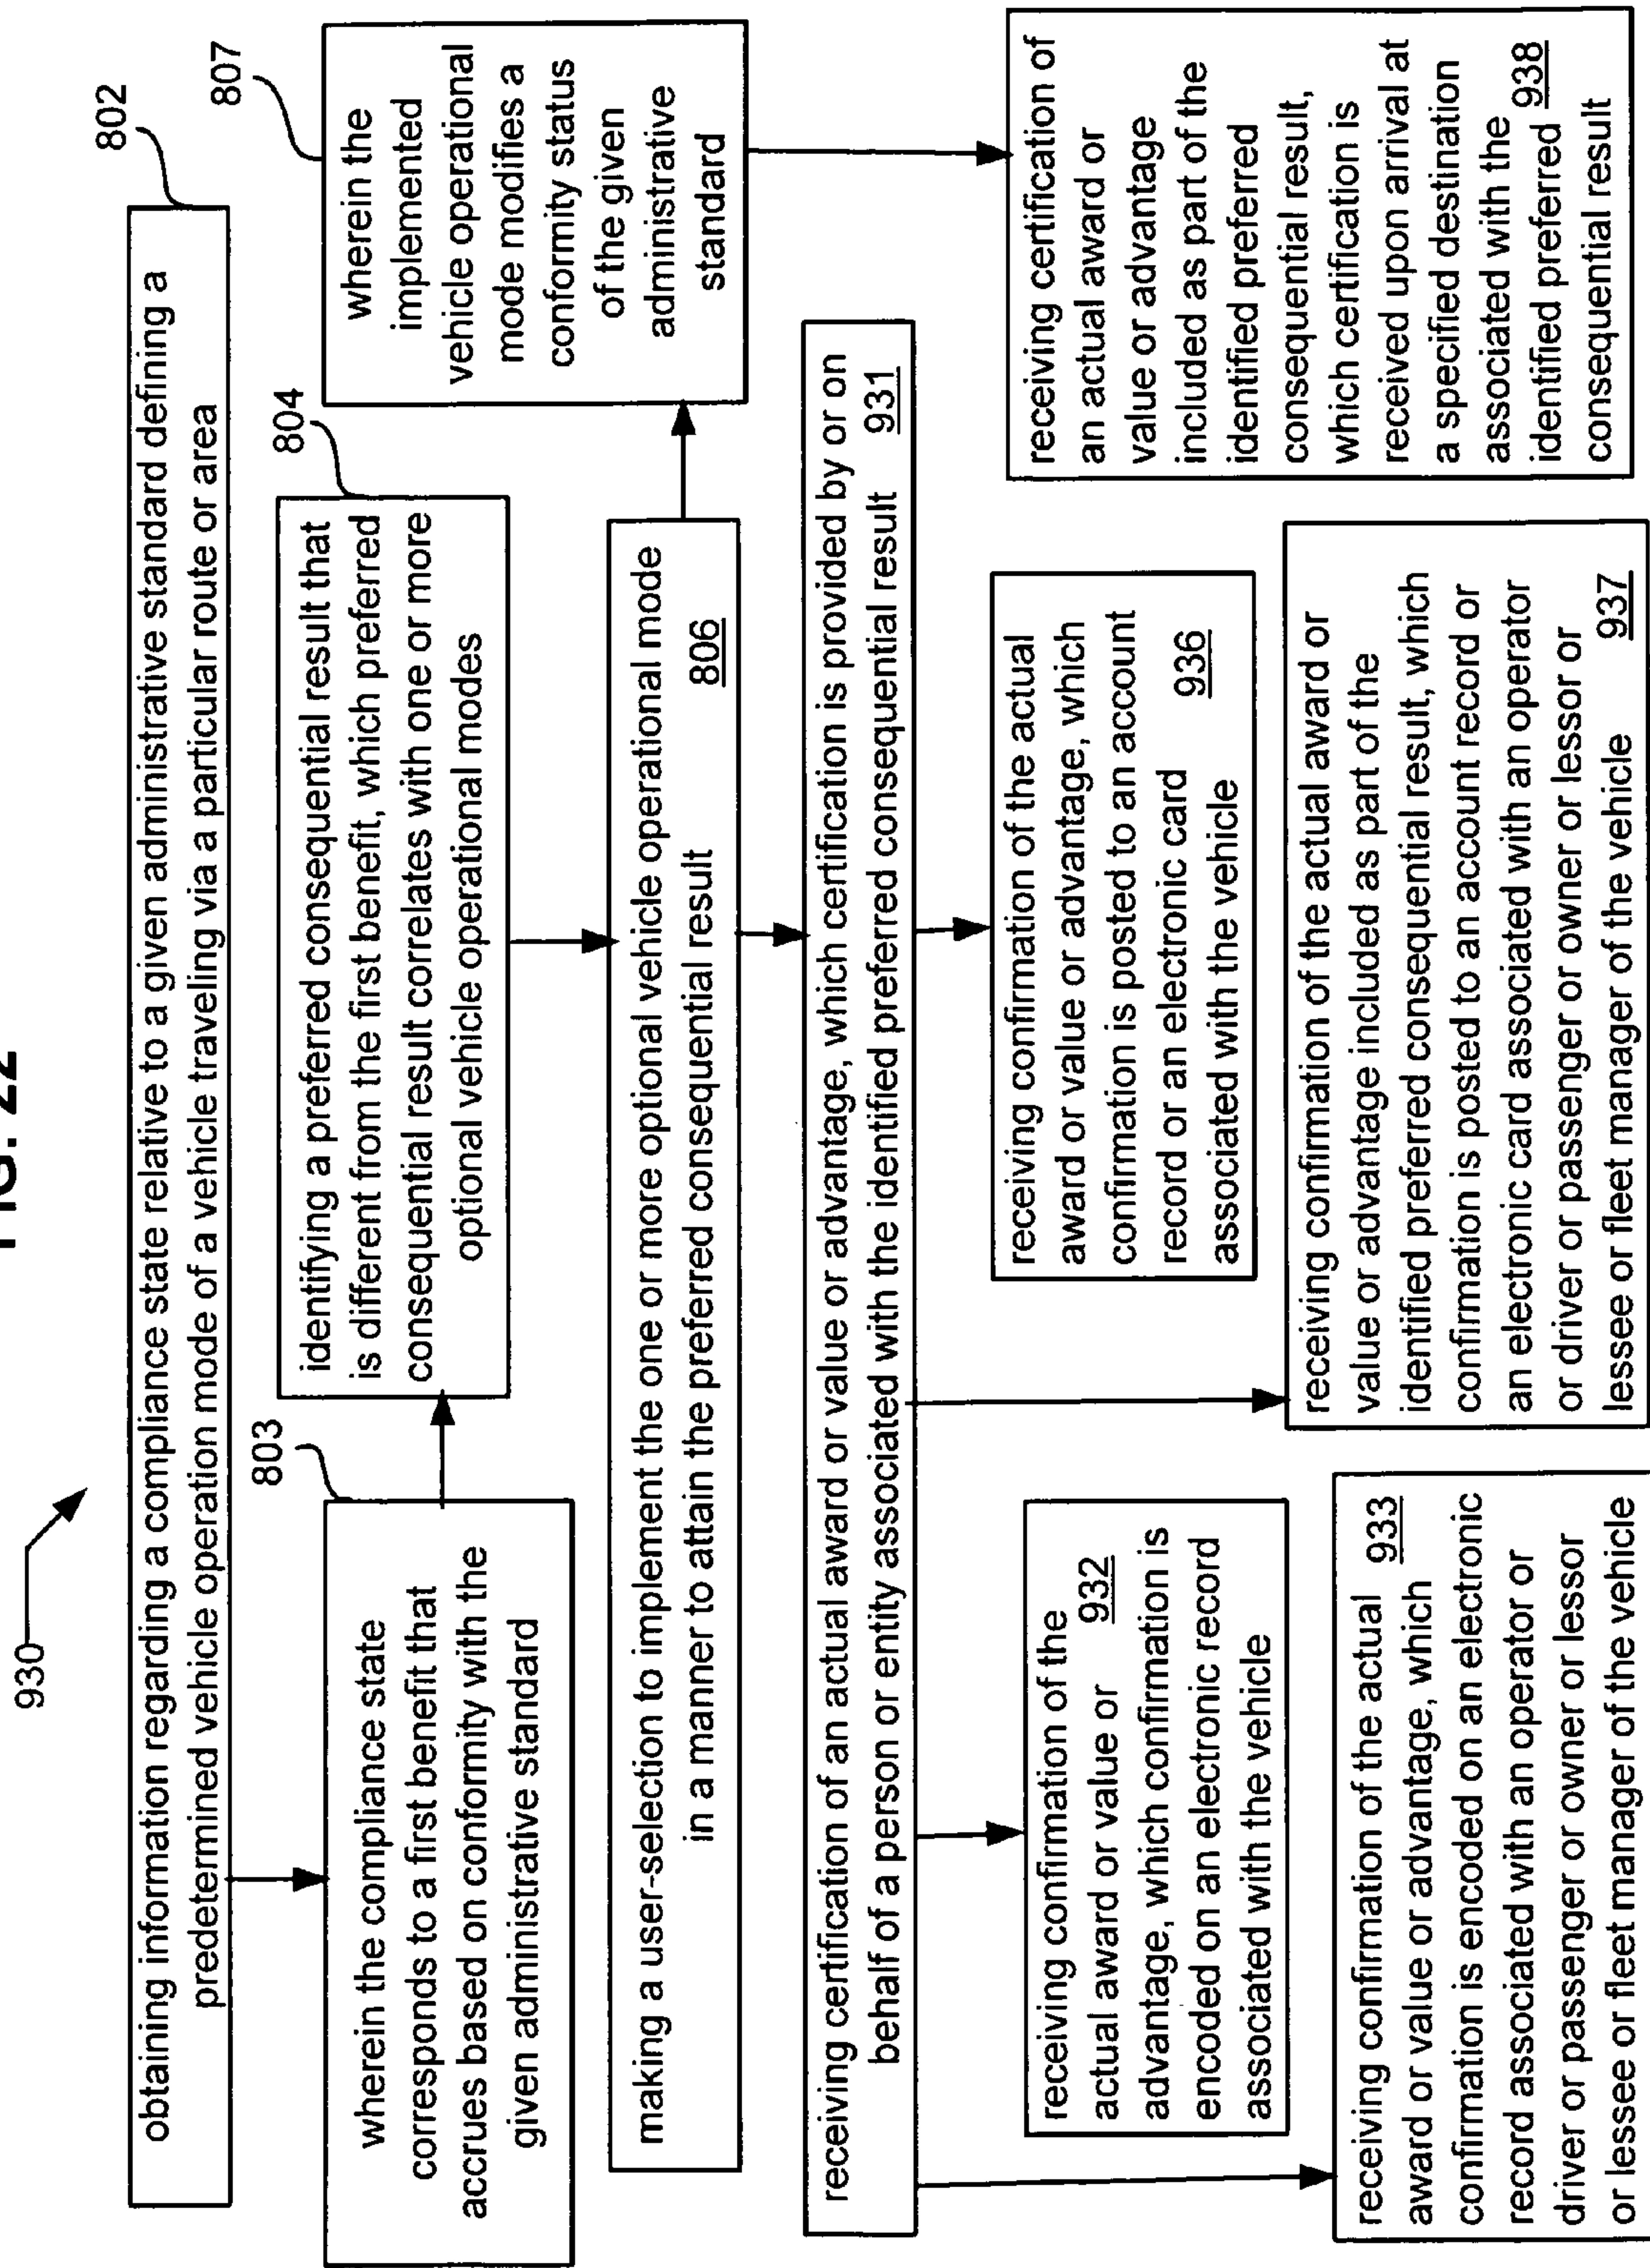 FIG. 22
930
802
obtaining information regarding a compliance state relative to a given administrative standard defining a
predetermined vehicle operation mode of a vehicle traveling via a particular route or area
803
wherein the compliance state
corresponds to a first benefit that
accrues based on conformity with the
given administrative standard
804
identifying a preferred consequential result that
is different from the first benefit, which preferred
consequential result correlates with one or more
optional vehicle operational modes
807
wherein the
implemented
vehicle operational
mode modifies a
conformity status
of the given
administrative
standard
making a user-selection to implement the one or more optional vehicle operational mode
in a manner to attain the preferred consequential result 806
receiving certification of an actual award or value or advantage, which certification is provided by or on
behalf of a person or entity associated with the identified preferred consequential result 931
receiving confirmation of the
actual award or value or 932
advantage, which confirmation is
encoded on an electronic record
associated with the vehicle
receiving confirmation of the actual 933
award or value or advantage, which
confirmation is encoded on an electronic
record associated with an operator or
driver or passenger or owner or lessor
or lessee or fleet manager of the vehicle
receiving confirmation of the actual
award or value or advantage, which
confirmation is posted to an account
record or an electronic card 936
associated with the vehicle
receiving confirmation of the actual award or
value or advantage included as part of the
identified preferred consequential result, which
confirmation is posted to an account record or
an electronic card associated with an operator
or driver or passenger or owner or lessor or
lessee or fleet manager of the vehicle 937
receiving certification of
an actual award or
value or advantage
included as part of the
identified preferred
consequential result,
which certification is
received upon arrival at
a specified destination
associated with the
identified preferred 938
consequential result